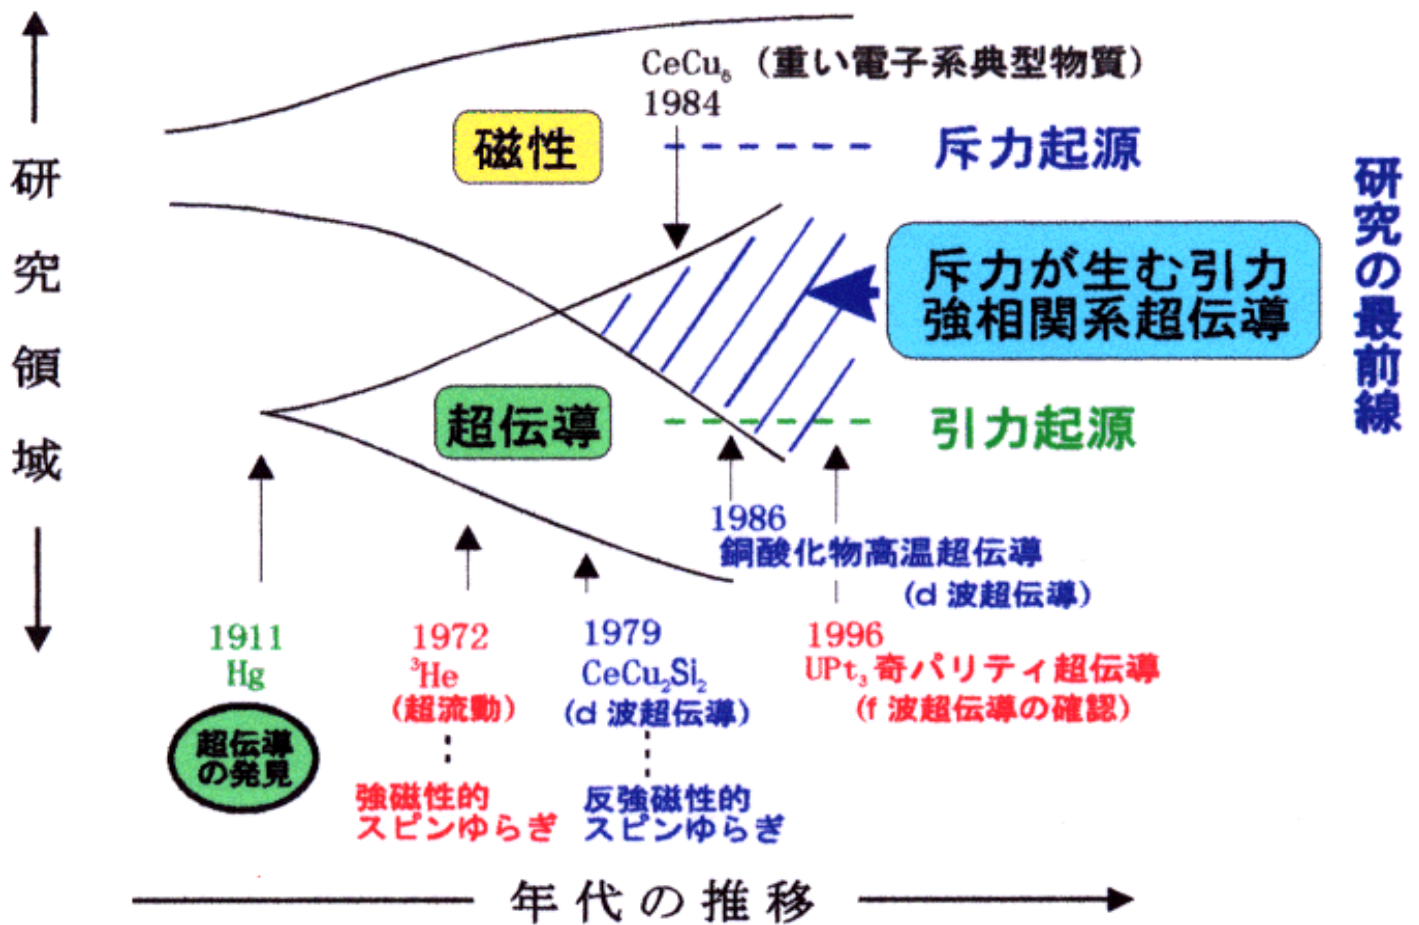 研究領域
CeCu₆ (重い電子系典型物質)
1984
磁性
斥力起源
斥力が生む引力
強相関系超伝導
研究の最前線
超伝導
引力起源
1986
銅酸化物高温超伝導
(d 波超伝導)
1911
Hg
超伝導
の発見
1972
³He
(超流動)
強磁性的
スピンゆらぎ
1979
CeCu₂Si₂
(d 波超伝導)
反強磁性的
スピンゆらぎ
1996
UPt₃ 奇パリティ超伝導
(f 波超伝導の確認)
年代の推移